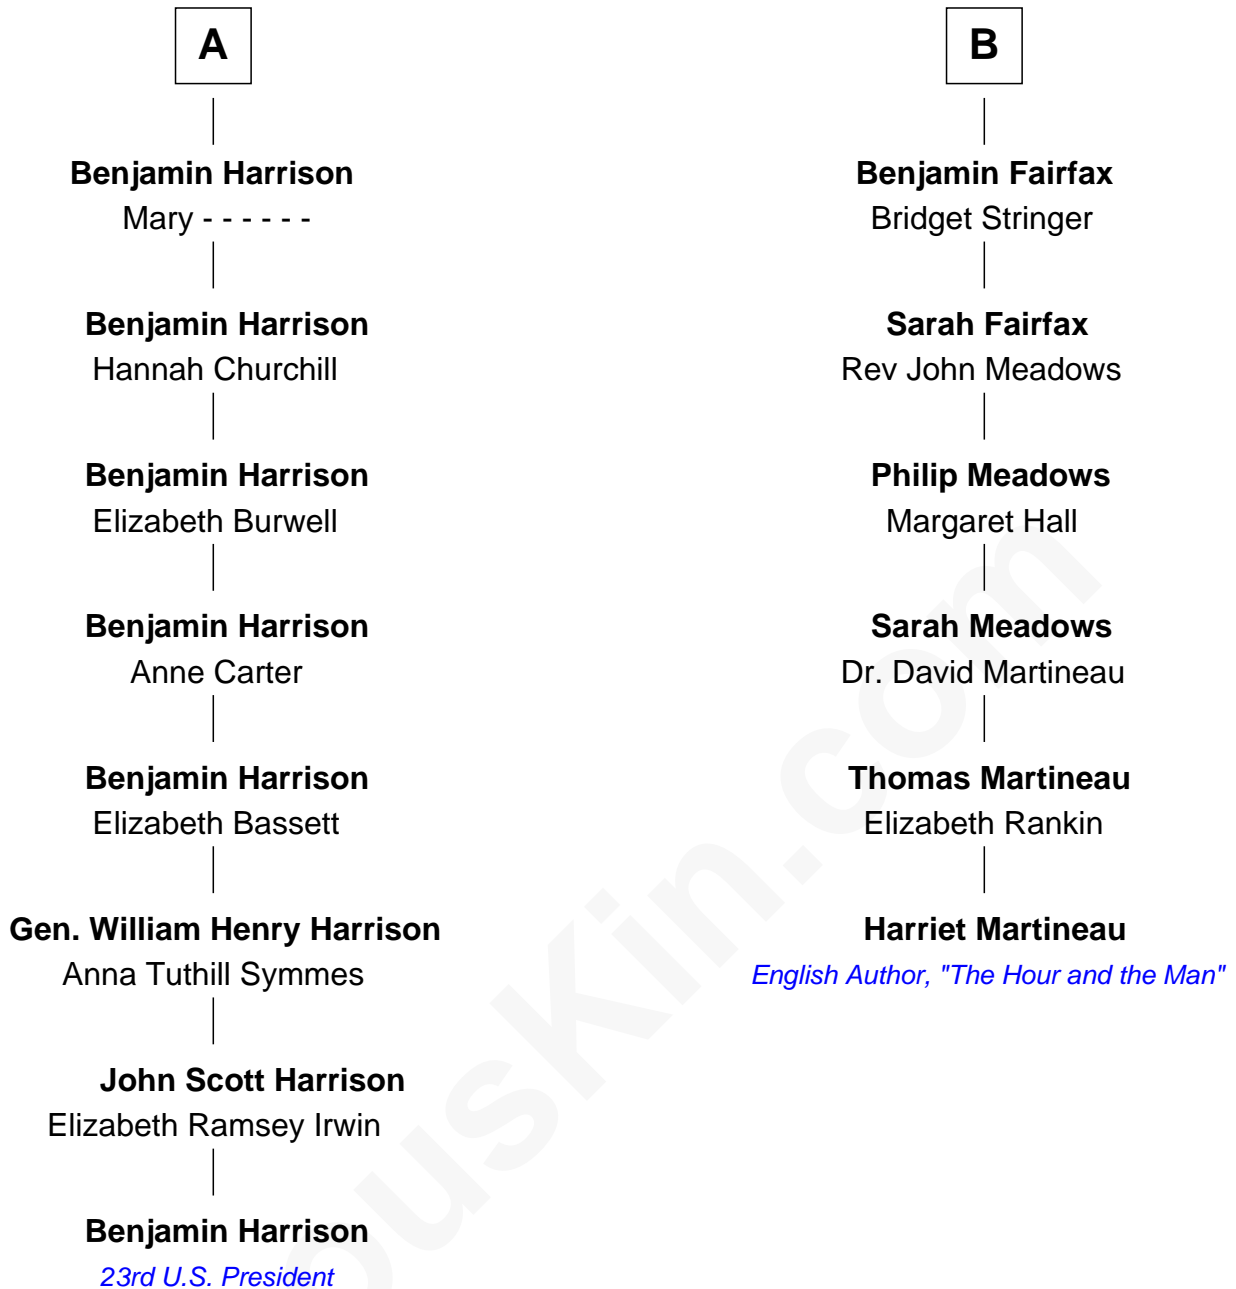 A
Benjamin Harrison
Mary - - - - - -
Benjamin Harrison
Hannah Churchill
Benjamin Harrison
Elizabeth Burwell
Benjamin Harrison
Anne Carter
Benjamin Harrison
Elizabeth Bassett
Gen. William Henry Harrison
Anna Tuthill Symmes
John Scott Harrison
Elizabeth Ramsey Irwin
Benjamin Harrison
23rd U.S. President
B
Benjamin Fairfax
Bridget Stringer
Sarah Fairfax
Rev John Meadows
Philip Meadows
Margaret Hall
Sarah Meadows
Dr. David Martineau
Thomas Martineau
Elizabeth Rankin
Harriet Martineau
English Author, "The Hour and the Man"
ousKin.com